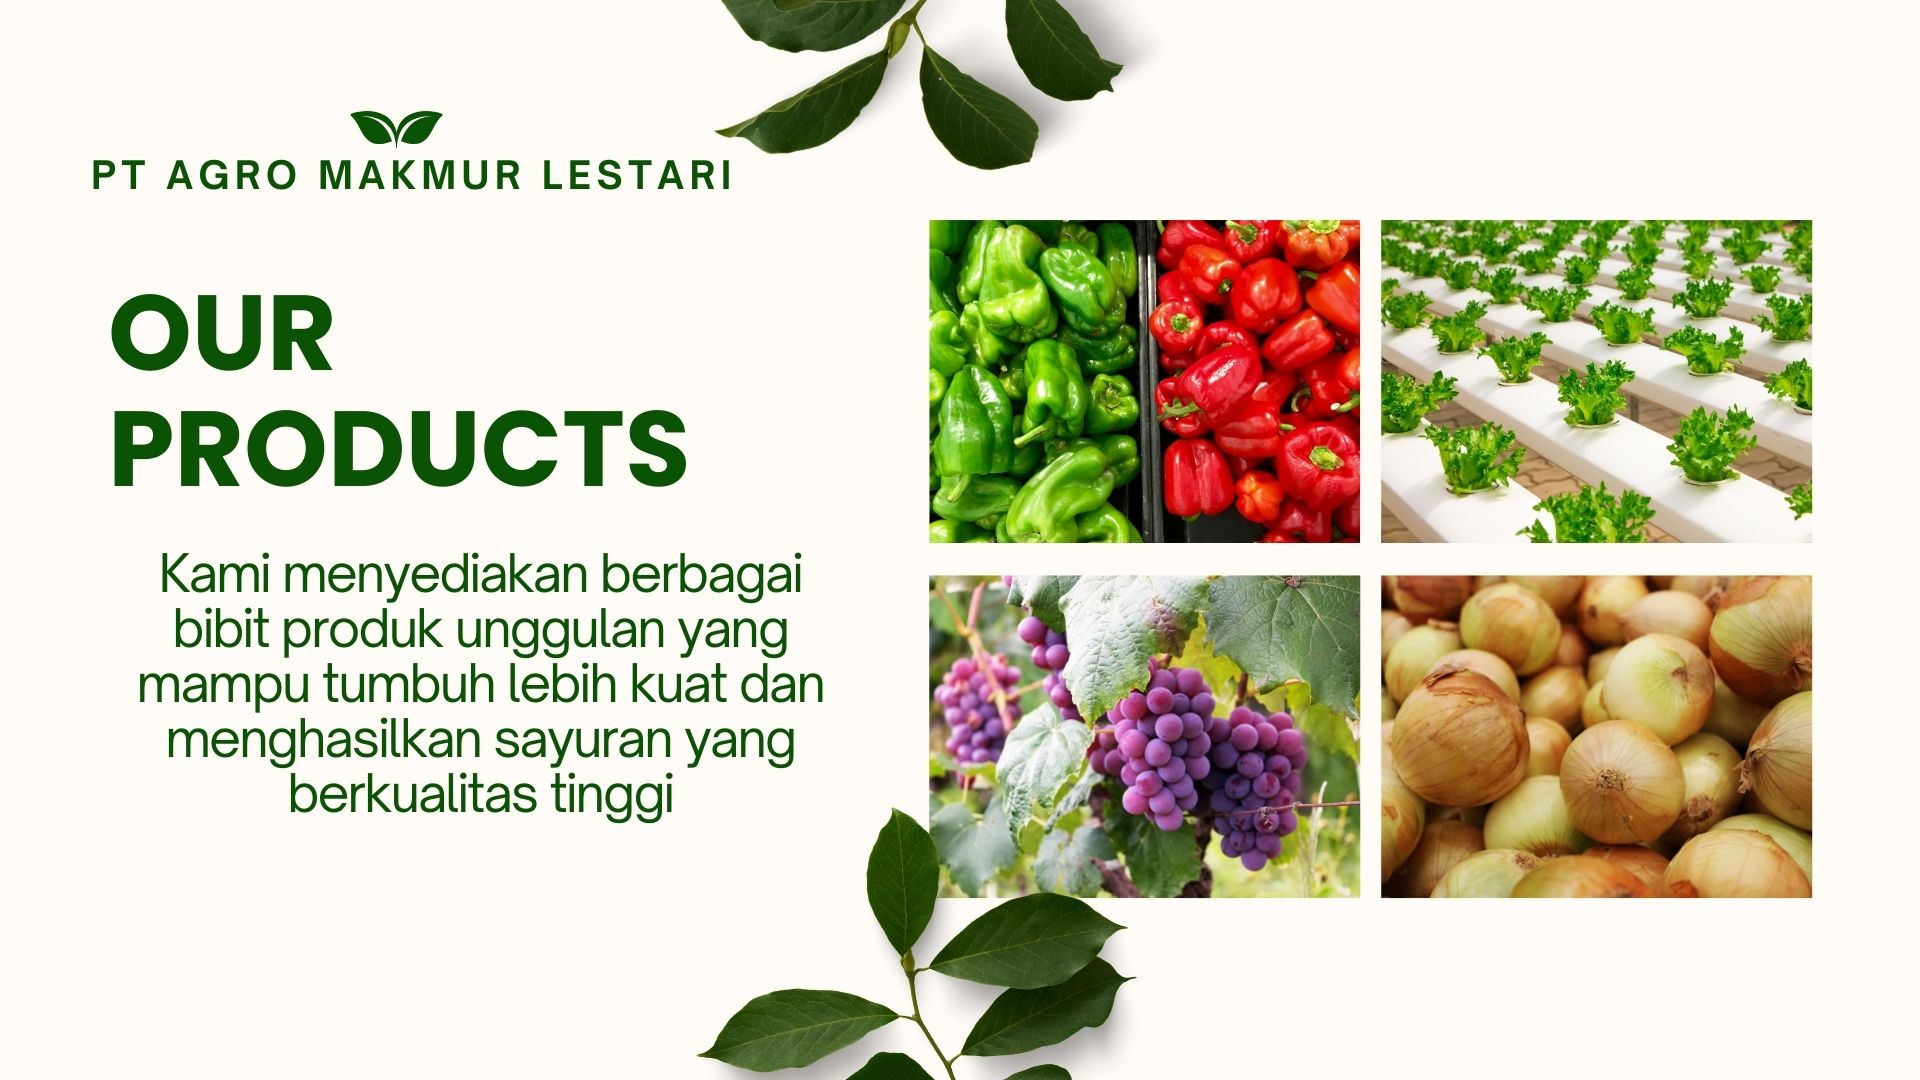 PT AGRO MAKMUR LESTARI
OUR
PRODUCTS
Kami menyediakan berbagai
bibit produk unggulan yang
mampu tumbuh lebih kuat dan
menghasilkan sayuran yang
berkualitas tinggi